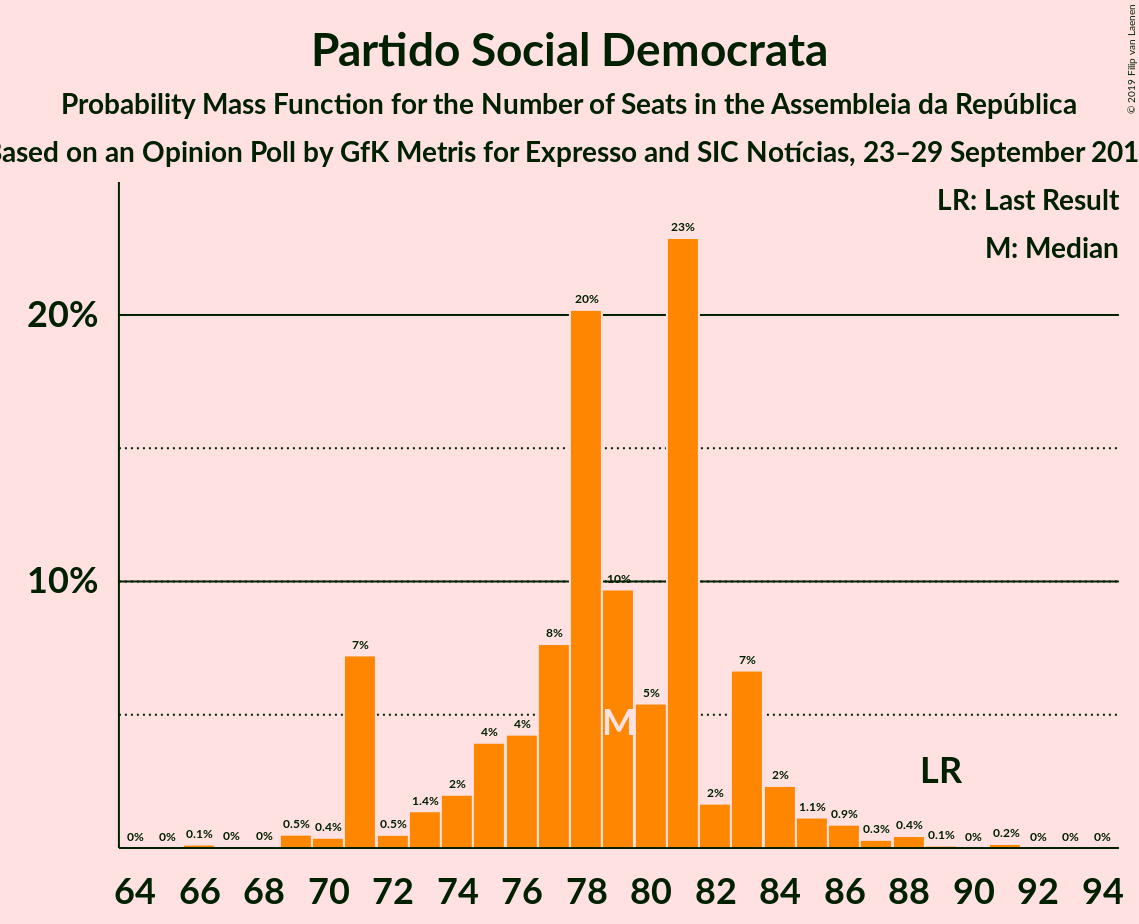 Partido Social Democrata
Probability Mass Function for the Number of Seats in the Assembleia da República
Based on an Opinion Poll by GfK Metris for Expresso and SIC Notícias, 23–29 September 201
© 2019 Filip van Laenen
LR: Last Result
M: Median
20%
10%
0% 0% 0.1% 0% 0% 0.5% 0.4% 7% 0.5% 1.4% 2% 4% 4% 8% 20% 10% 5% 23% 2% 7% 2% 1.1% 0.9% 0.3% 0.4% 0.1% 0% 0.2% 0% 0% 0%
M
LR
64 66 68 70 72 74 76 78 80 82 84 86 88 90 92 94